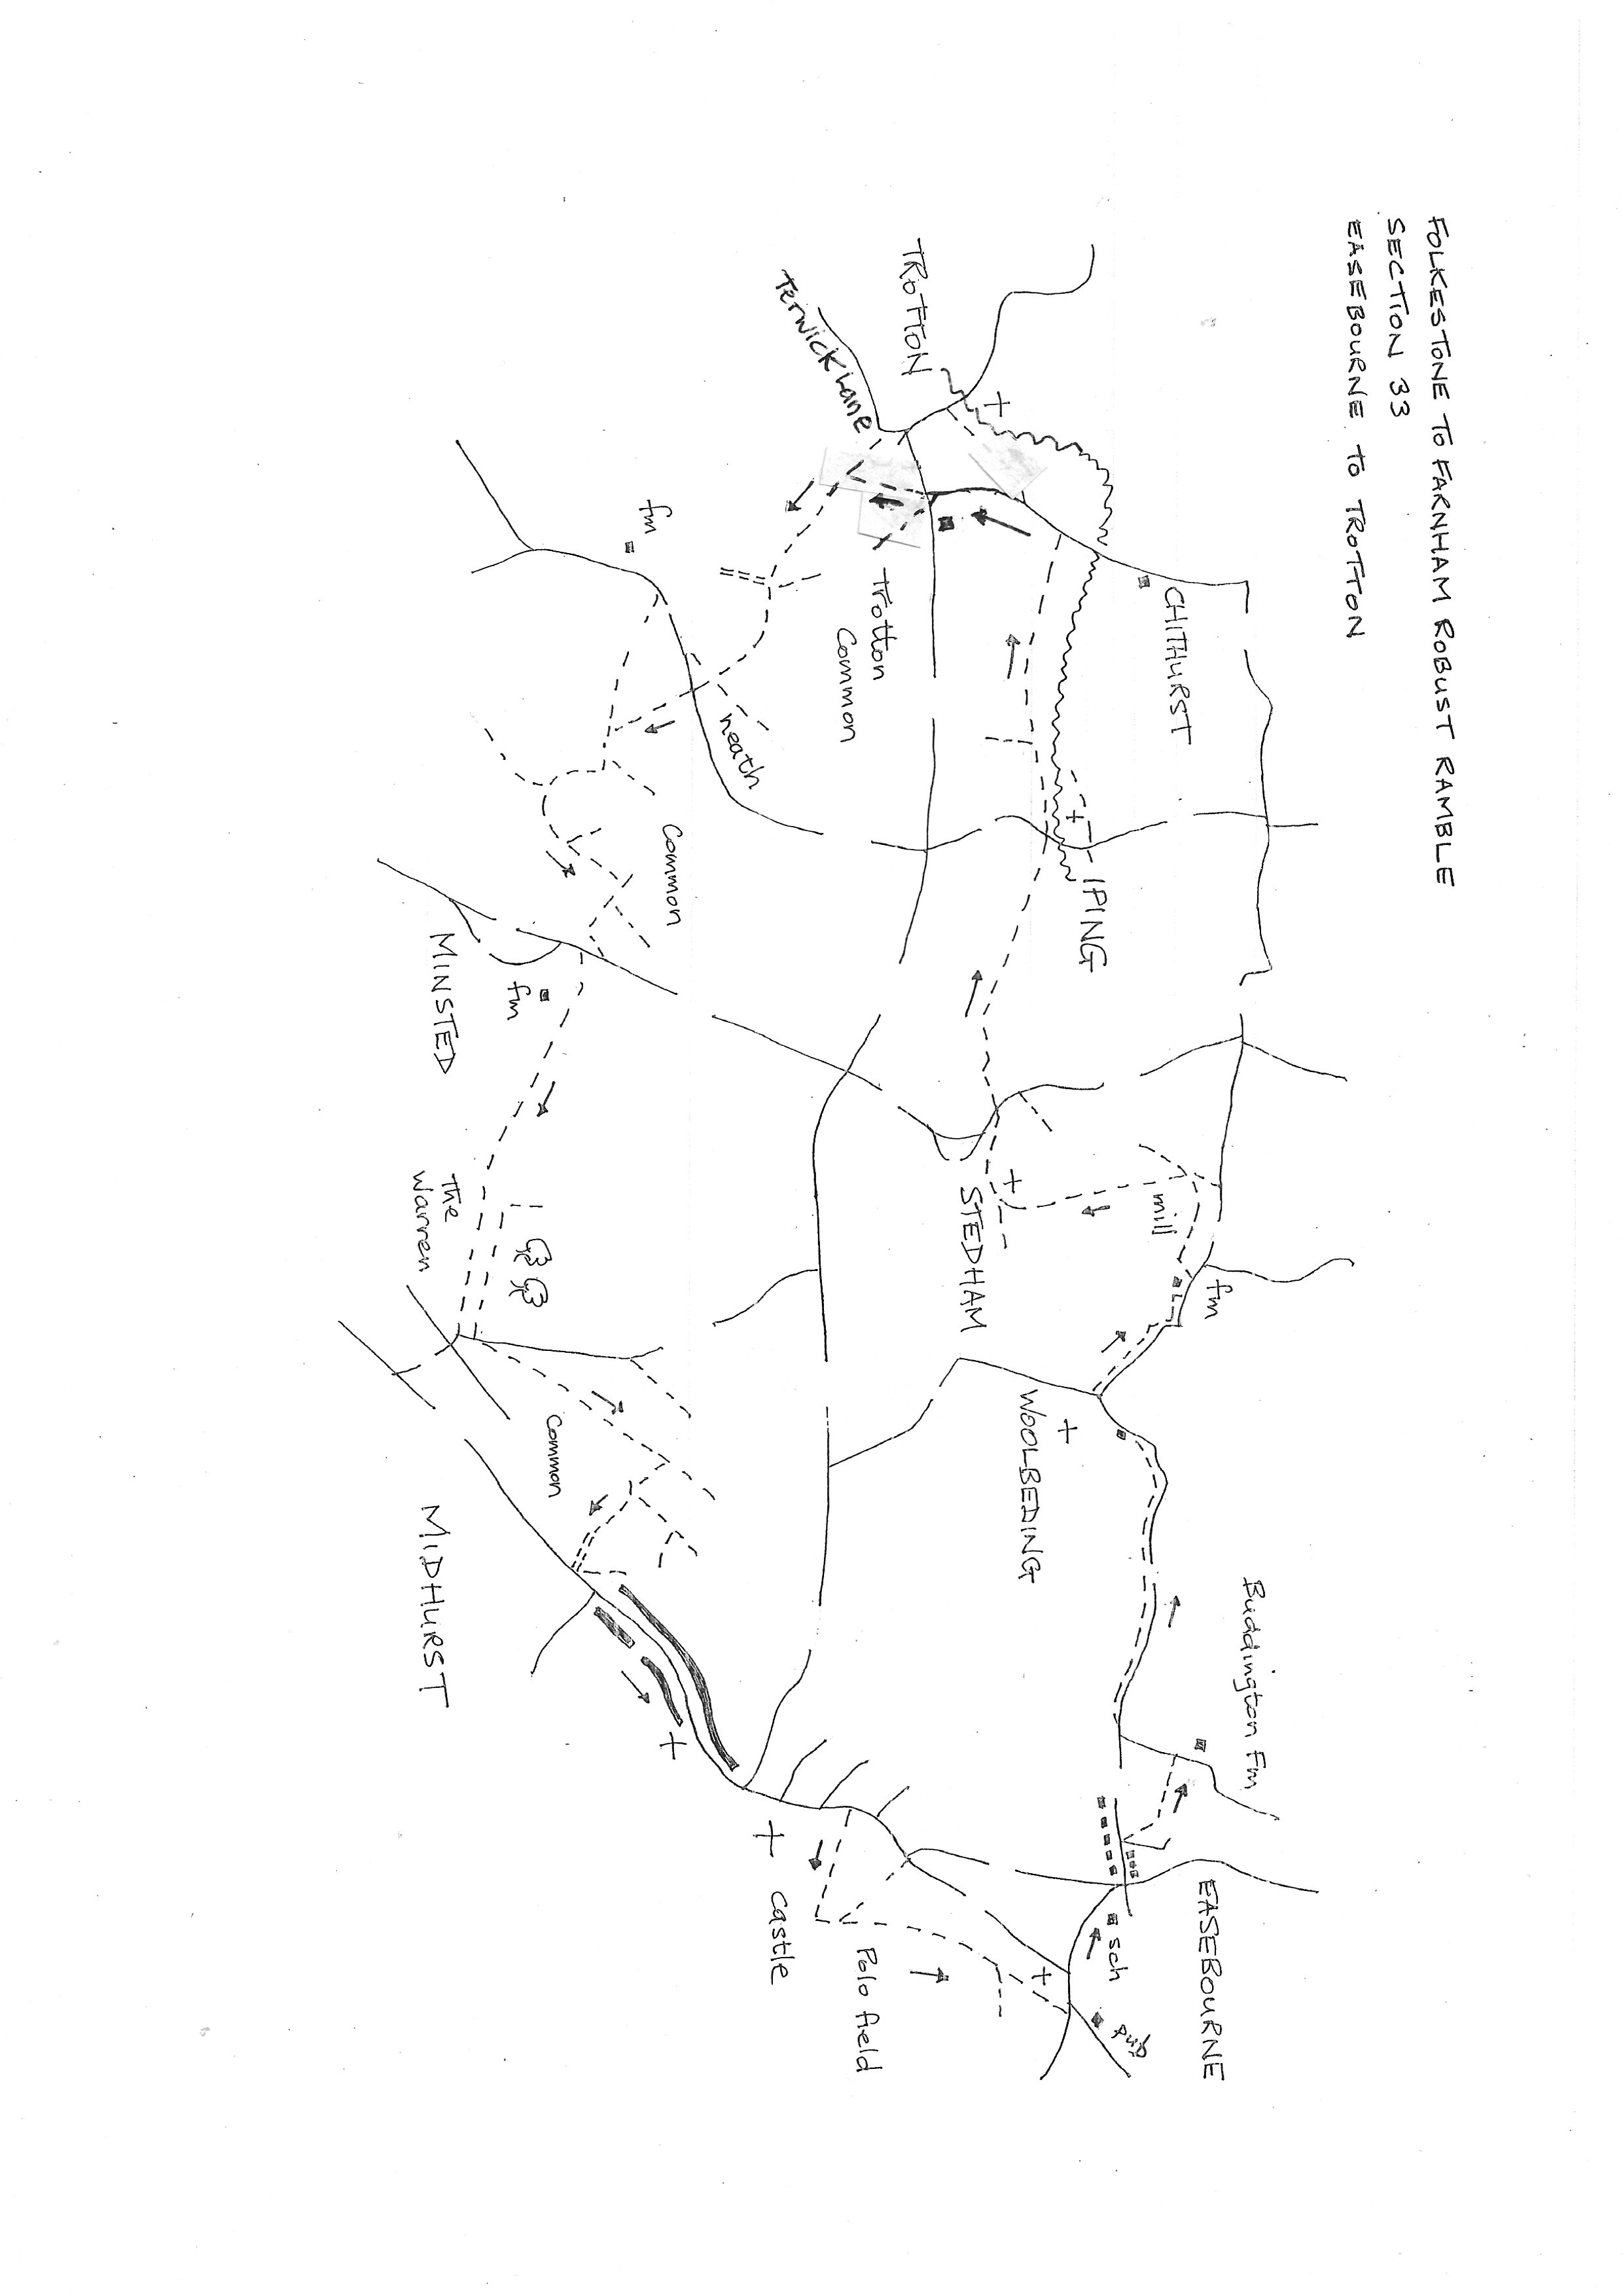 FOLKESTONE TO FARNHAM ROBUST RAMBLE
SECTION 33
EASEBOURNE TO TROTTON
TROTTON
Terwick Lane
CHITHURST
Trotton
Common
fm
heath
IPING
Common
MINSTED
fm
STEDHAM
mill
fm
The
Warren
WOOLBEDING
Common
MIDHURST
Buddington Fm
EASEBOURNE
sch
Pub
Castle
Polo field